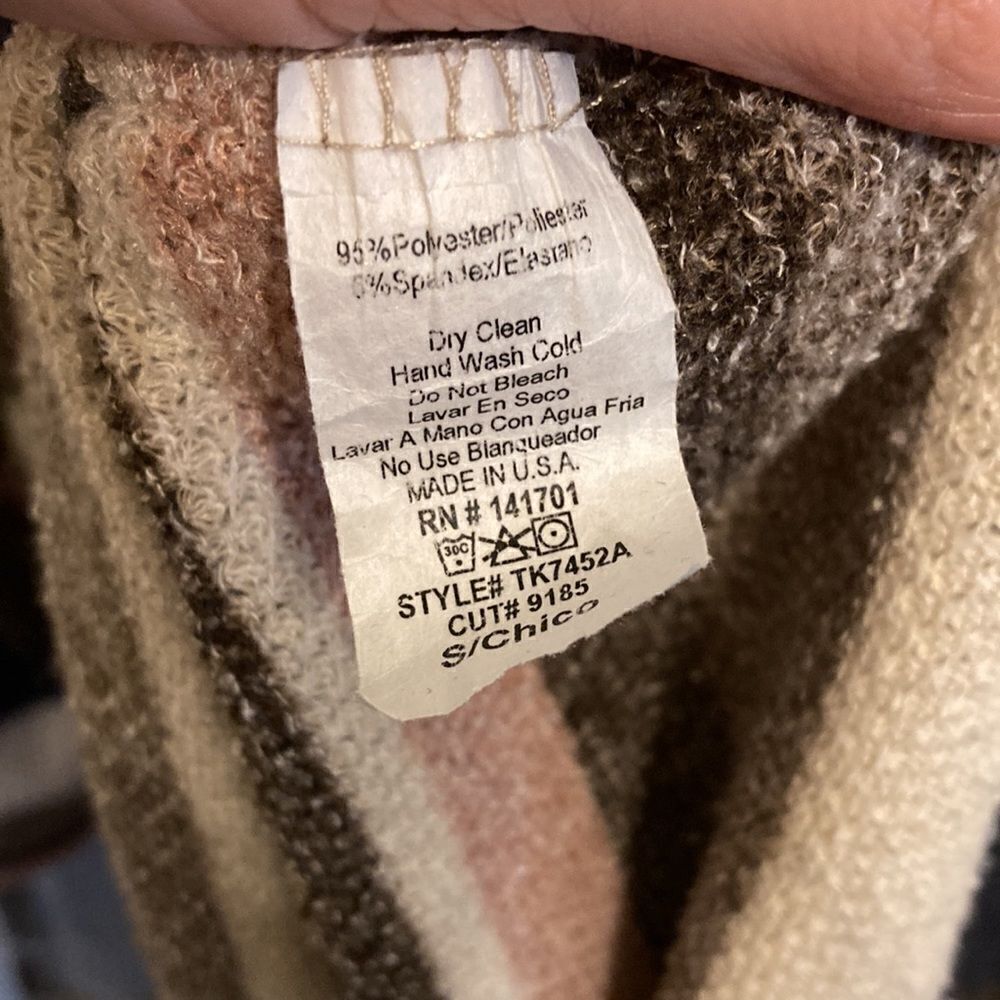 95%Polyester/Poliester
5%Spandex/Elastano
Dry Clean
Hand Wash Cold
Do Not Bleach
Lavar En Seco
Lavar A Mano Con Agua Fria
No Use Blanqueador
MADE IN U.S.A.
RN # 141701
30C
STYLE# TK7452A
CUT# 9185
S/Chico